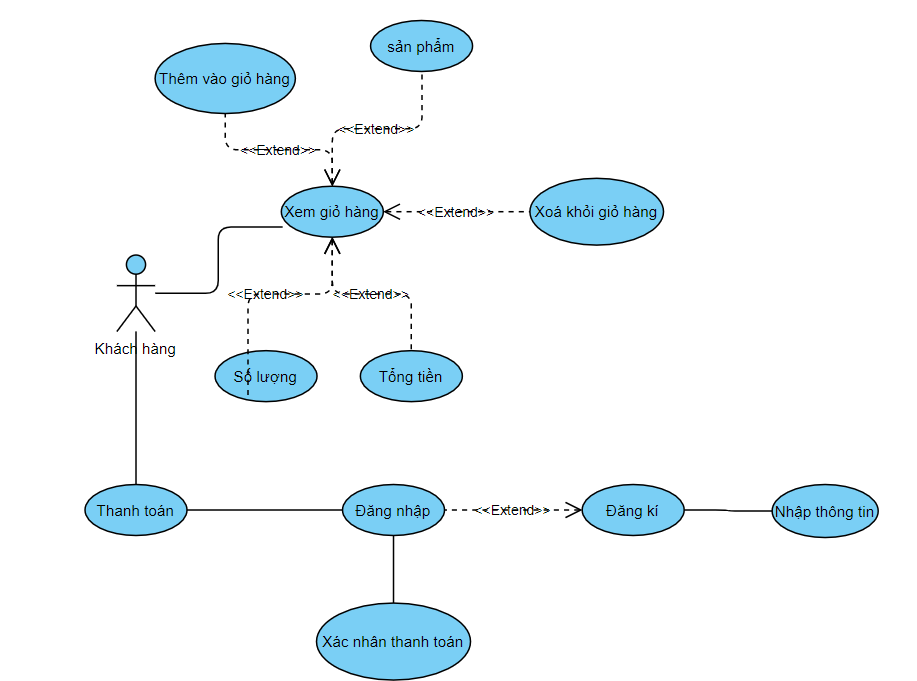 sản phẩm
Thêm vào giỏ hàng
<<Extend>>
<<Extend>>
Xem giỏ hàng
<<Extend>>
Xoá khỏi giỏ hàng
<<Extend>>
<<Extend>>
Khách hàng
Số lượng
Tổng tiền
Thanh toán
Đăng nhập
<<Extend>>
Đăng kí
Nhập thông tin
Xác nhân thanh toán